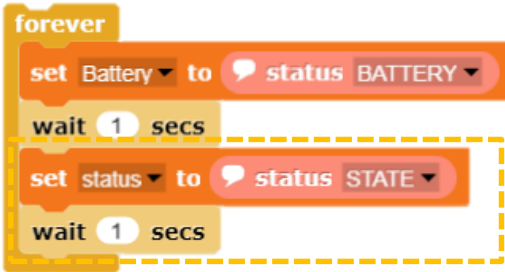 forever
set Battery to status BATTERY
wait 1 secs
set status to status STATE
wait 1 secs